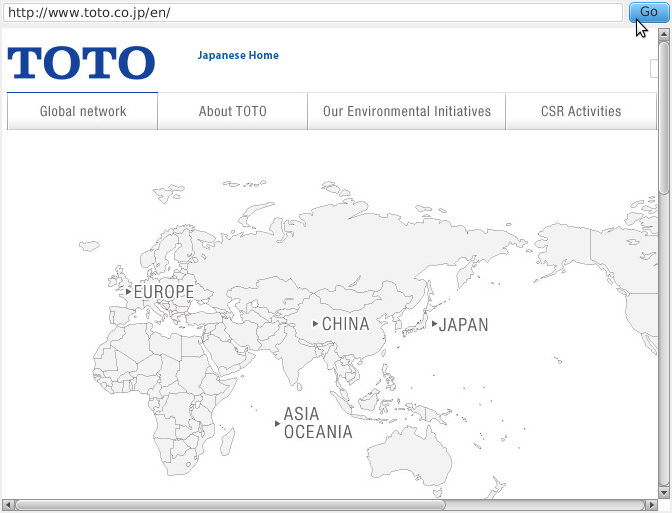 http://www.toto.co.jp/en/
Go
TOTO
Japanese Home
Global network
About TOTO
Our Environmental Initiatives
CSR Activities
EUROPE
CHINA
JAPAN
ASIA
OCEANIA